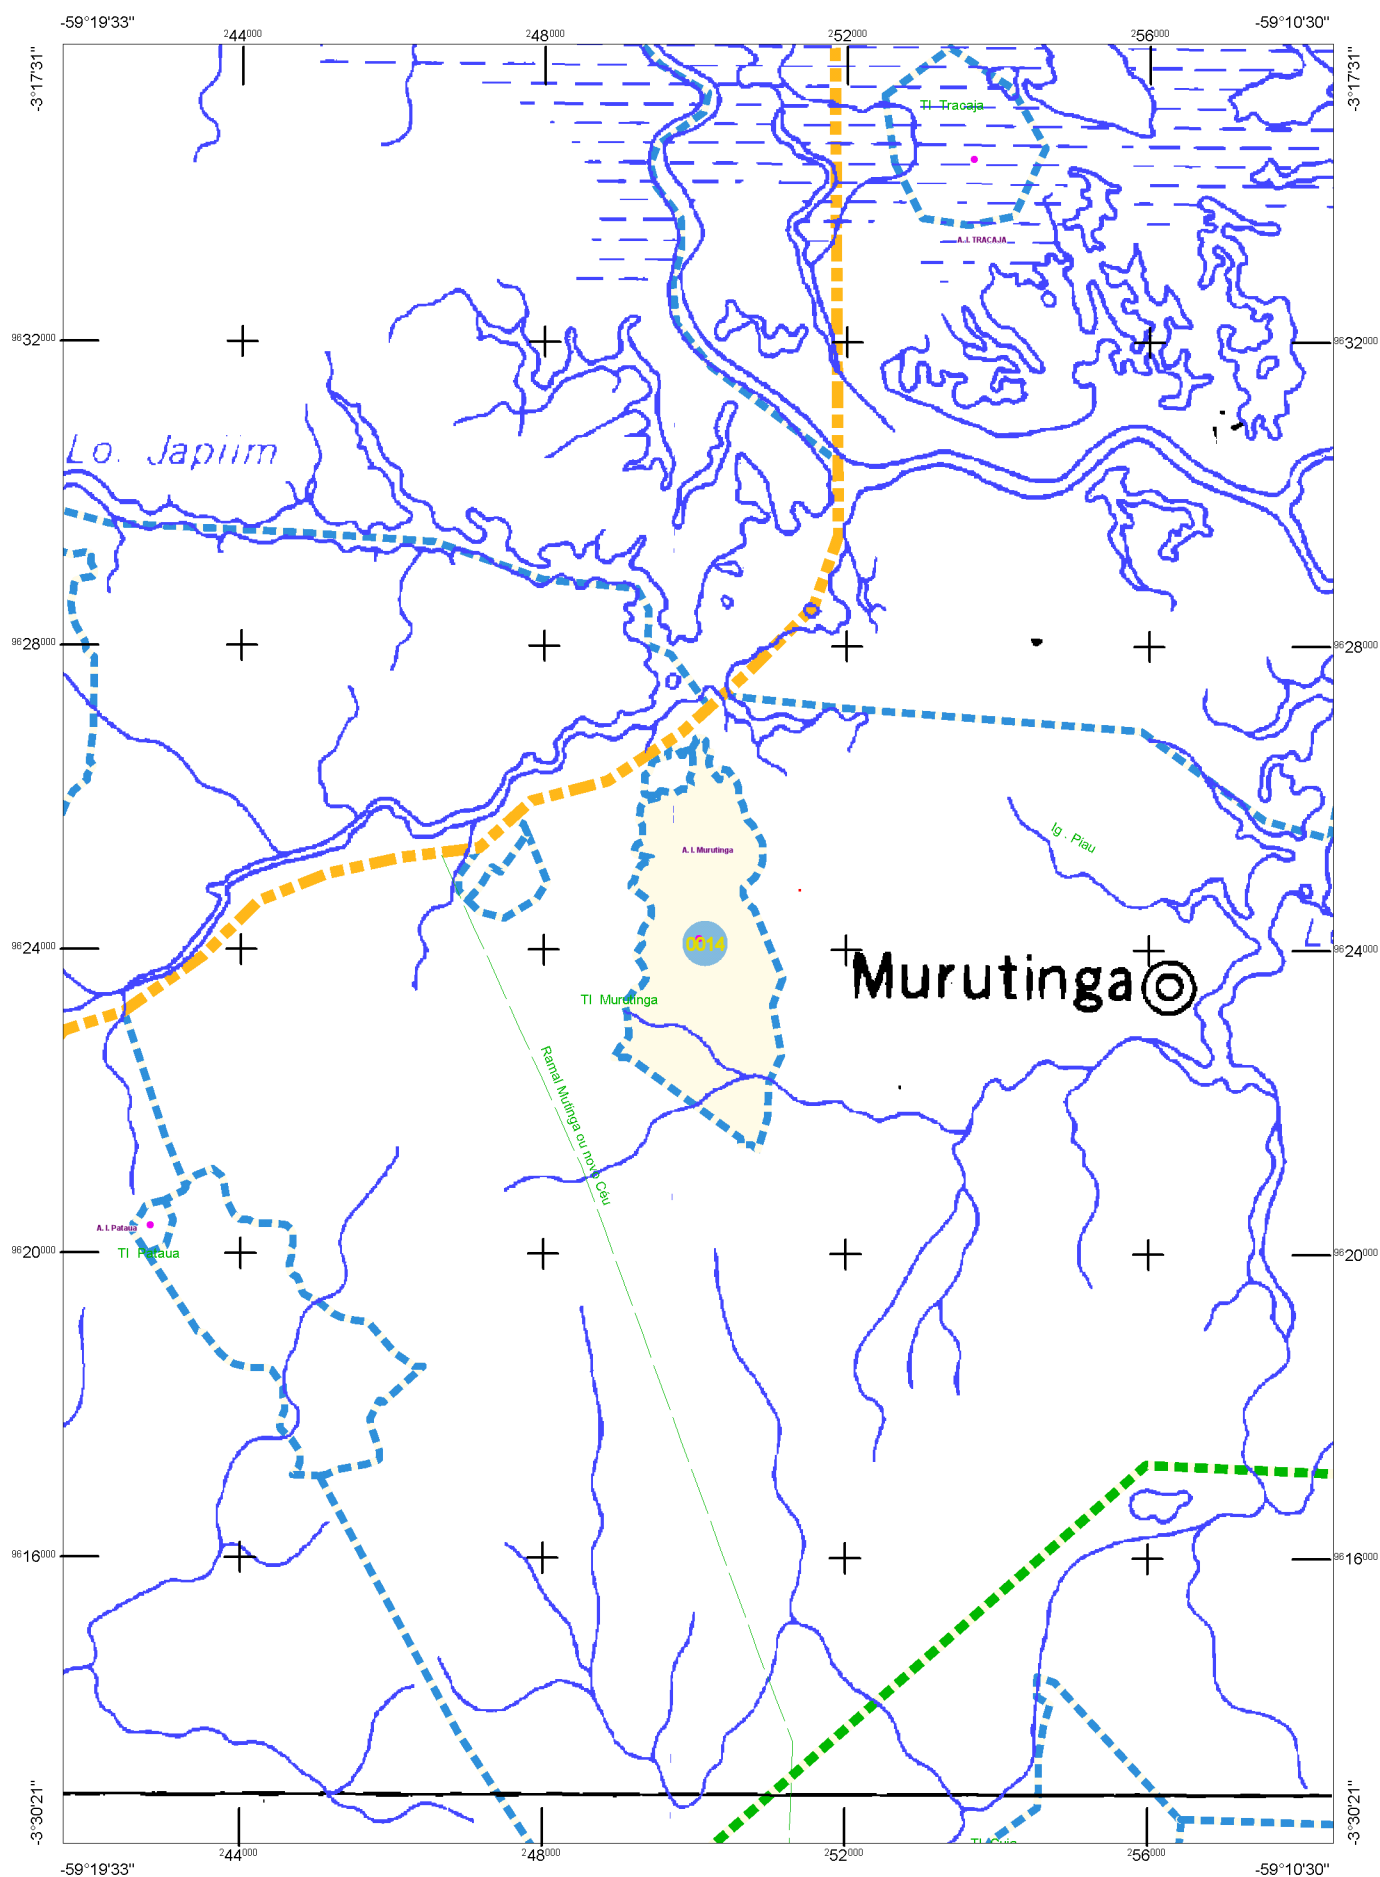 -59°19'33"
-59°10'30"
244000
248000
252000
256000
-3°17'31"
-3°17'31"
TI Tracaja
A.I. TRACAJA
9632000
9632000
Lo. Japiim
9628000
9628000
Ig. Piau
A. I. Murutinga
0014
9624000
9624000
L
Murutinga
TI Murutinga
Ramal Mutinga ou novo Céu
A. I. Pataua
TI Pataua
9620000
9620000
9616000
9616000
-3°30'21"
-3°30'21"
TI Cuia
244000
248000
252000
256000
-59°19'33"
-59°10'30"